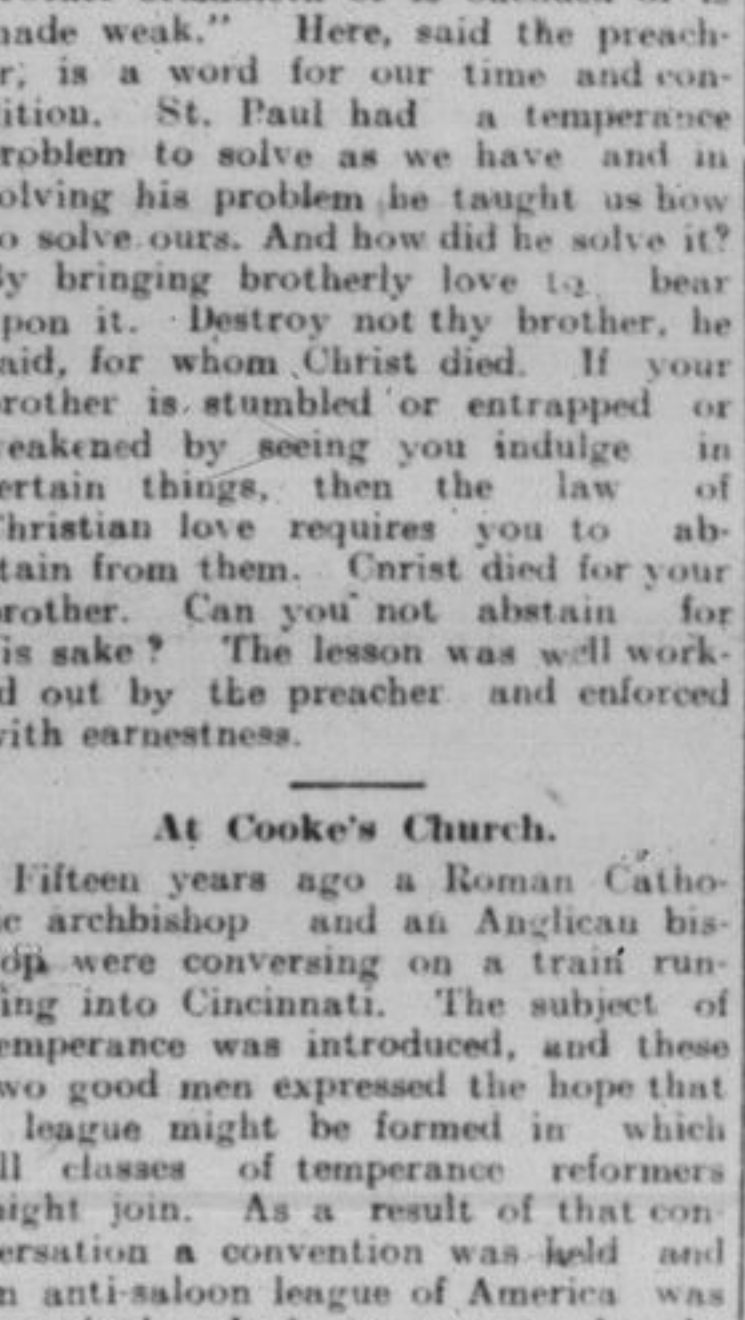 made weak." Here, said the preach-
r, is a word for our time and con-
ition. St. Paul had a temperance
roblem to solve as we have and in
olving his problem he taught us how
o solve ours. And how did he solve it?
By bringing brotherly love to bear
pon it. Destroy not thy brother, he
aid, for whom Christ died. If your
rother is stumbled or entrapped or
eakened by seeing you indulge in
ertain things, then the law of
Christian love requires you to ab-
tain from them. Cnrist died for your
rother. Can you not abstain for
is sake? The lesson was well work-
d out by the preacher and enforced
with earnestness.
At Cooke's Church.
Fifteen years ago a Roman Catho-
ic archbishop and an Anglican bis-
op were conversing on a train run-
ing into Cincinnati. The subject of
emperance was introduced, and these
wo good men expressed the hope that
league might be formed in which
ll classes of temperance reformers
might join. As a result of that con
ersation a convention was held and
n anti-saloon league of America was